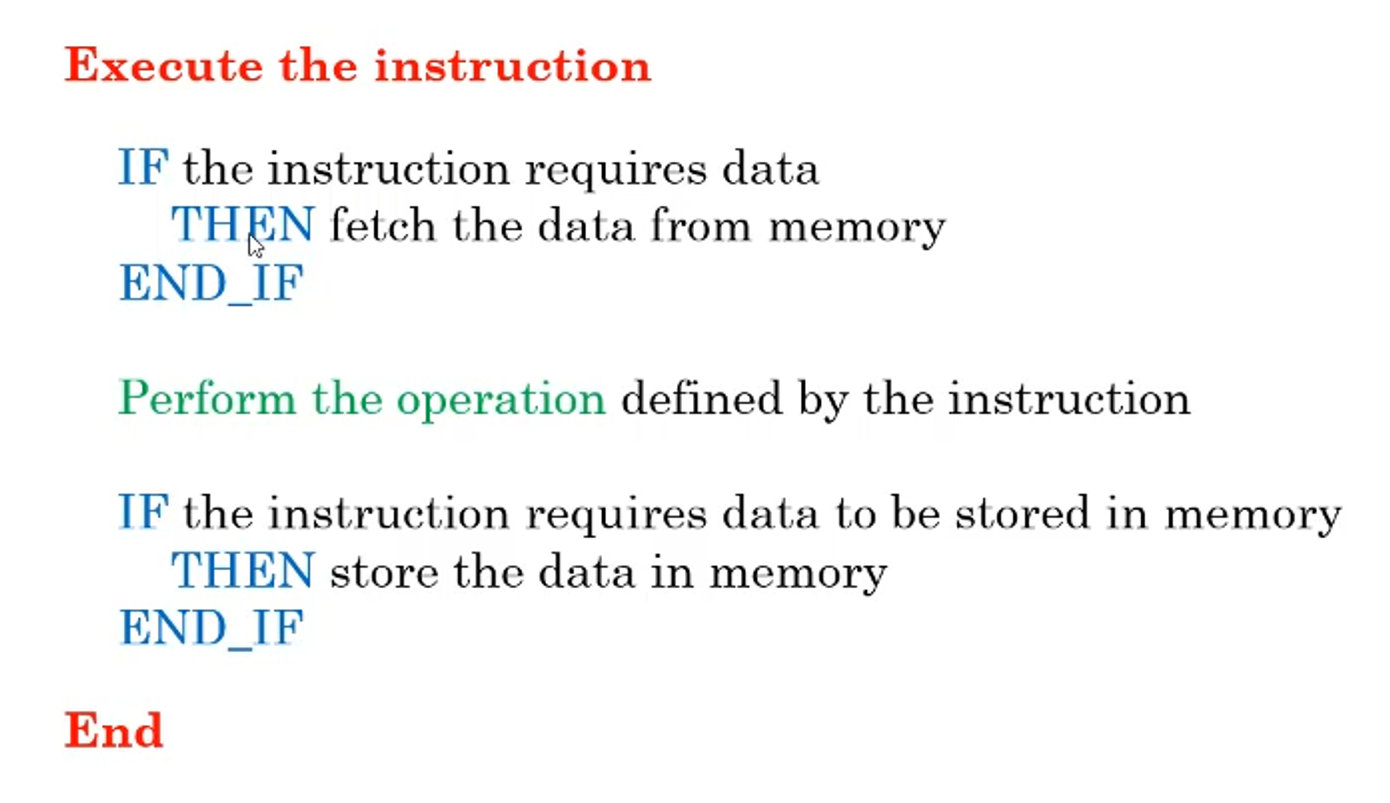 Execute the instruction
IF the instruction requires data
THEN fetch the data from memory
END_IF
Perform the operation defined by the instruction
IF the instruction requires data to be stored in memory
THEN store the data in memory
END_IF
End